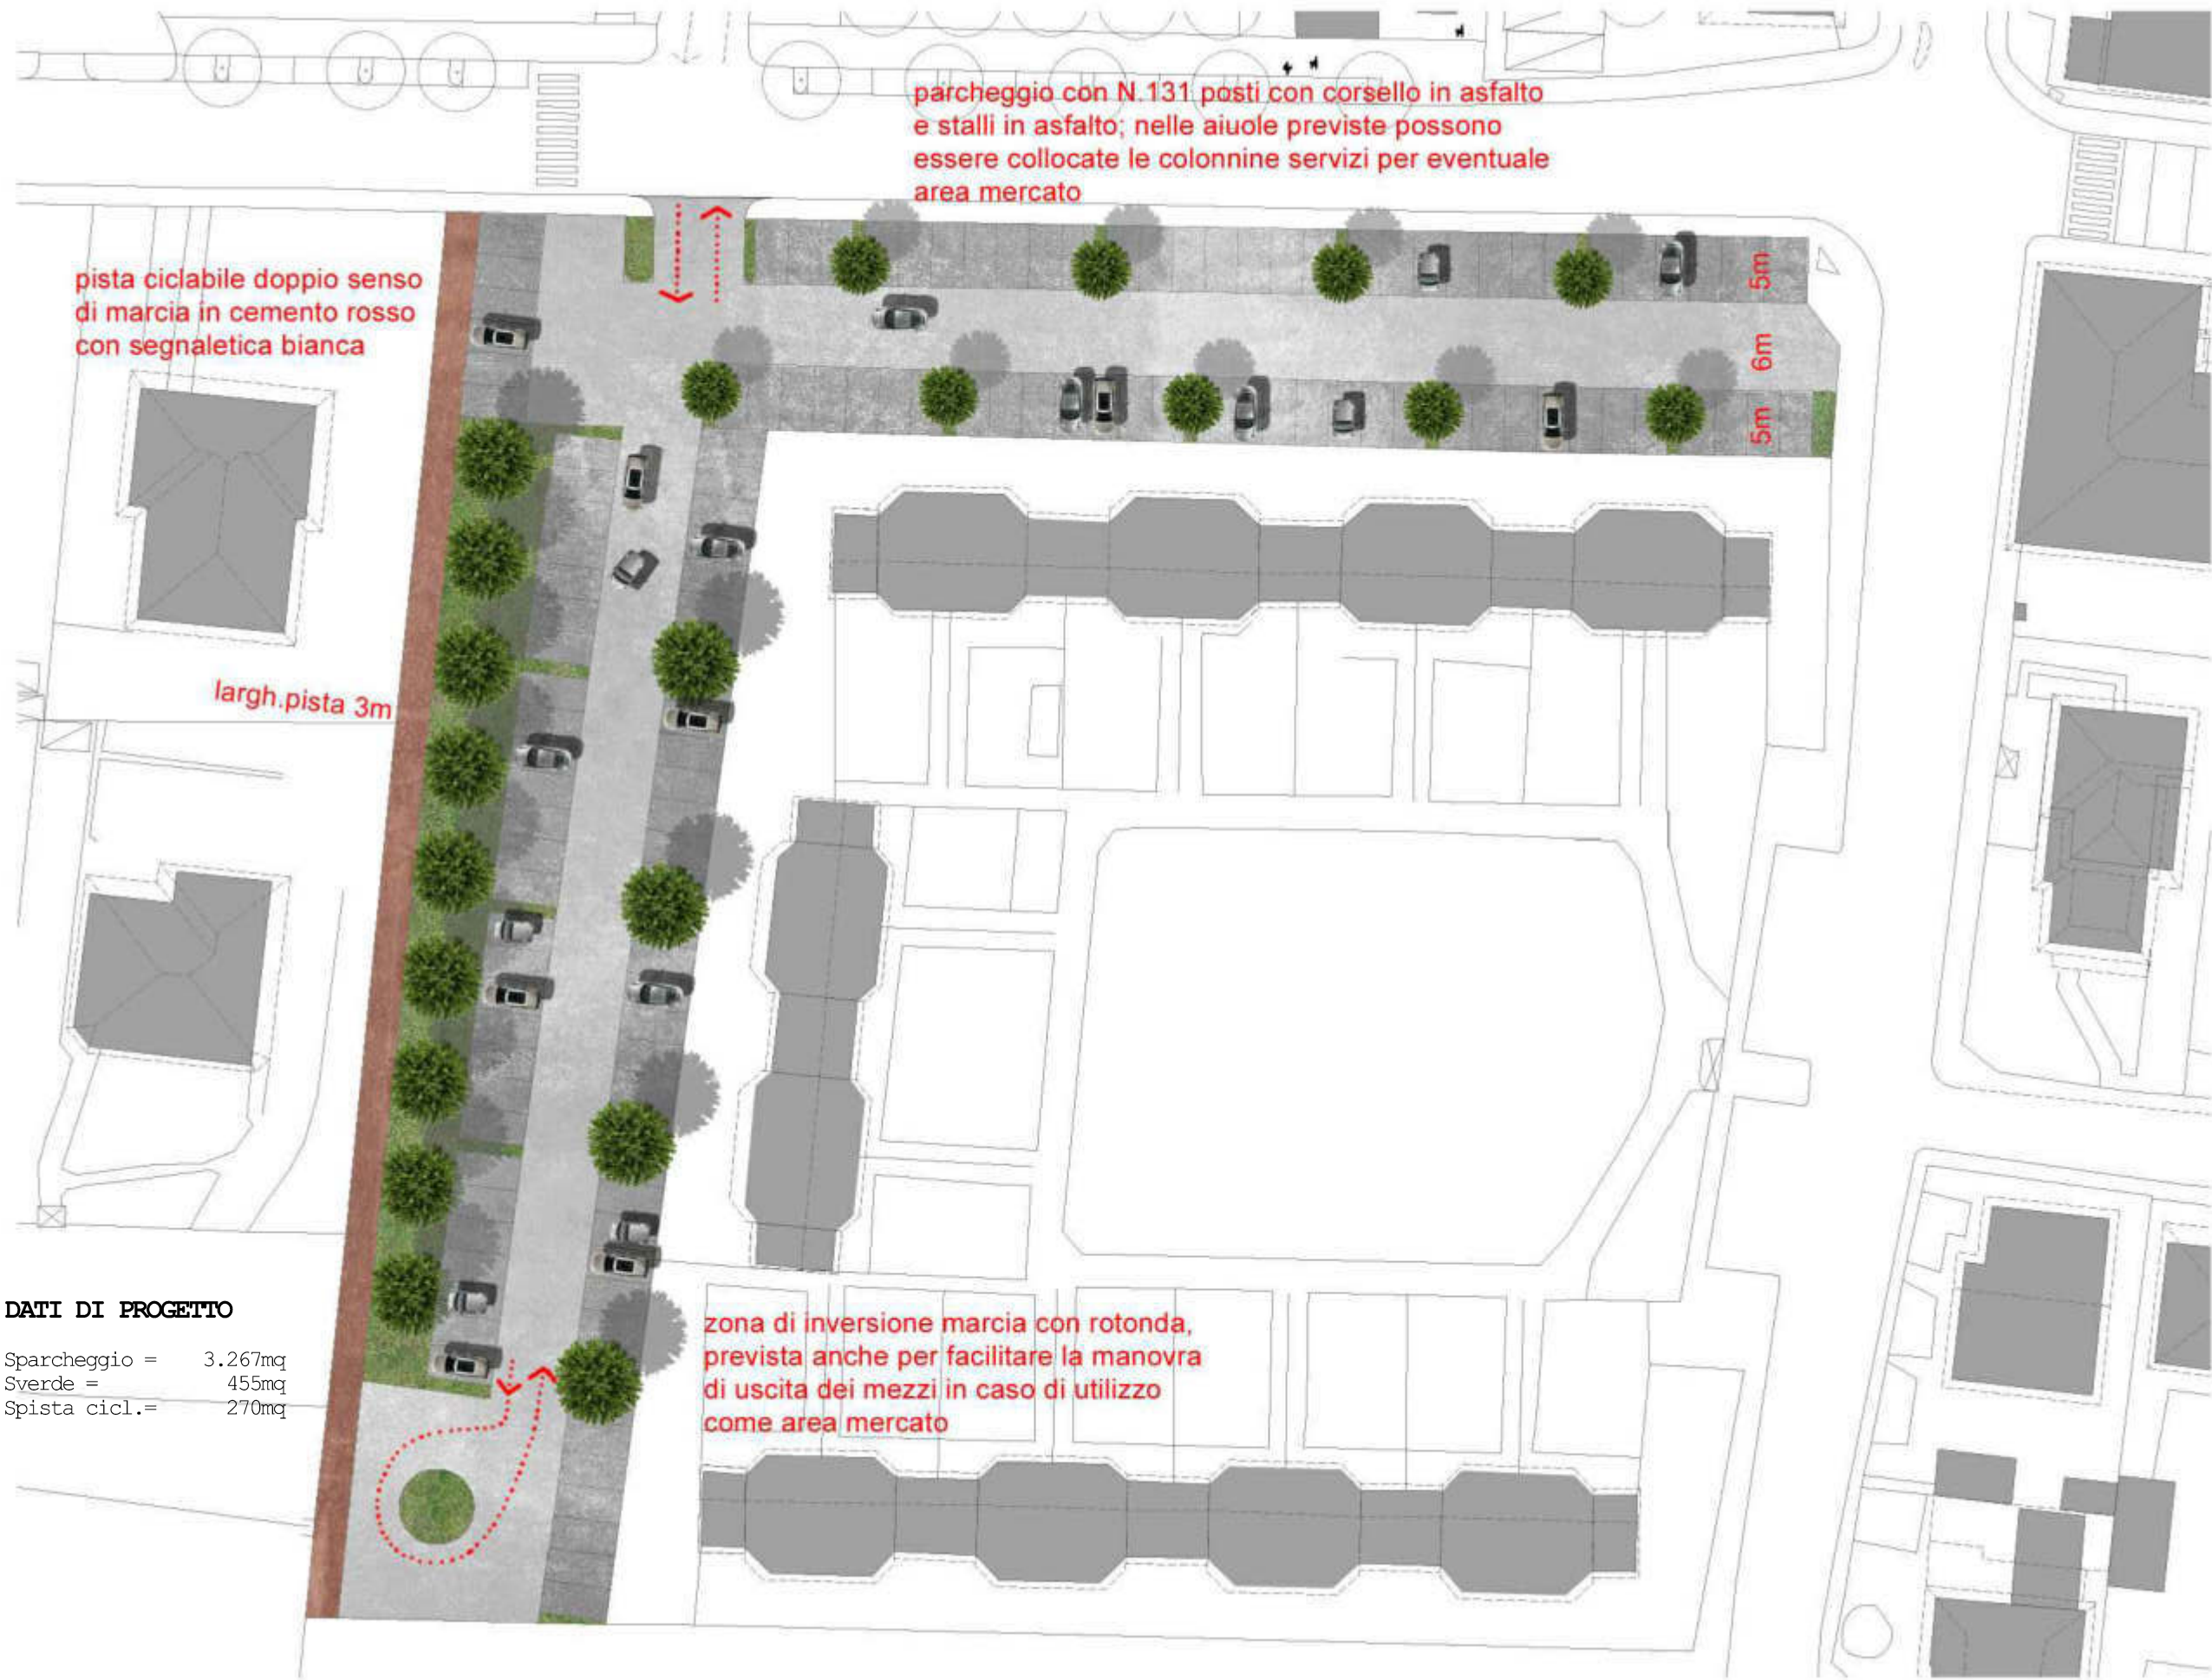 parcheggio con N.131 posti con corsello in asfalto
e stalli in asfalto; nelle aiuole previste possono
essere collocate le colonnine servizi per eventuale
area mercato
pista ciclabile doppio senso
di marcia in cemento rosso
con segnaletica bianca
5m
6m
5m
largh.pista 3m
DATI DI PROGETTO
Sparcheggio = 3.267mq
Sverde = 455mq
Spista cicl.= 270mq
zona di inversione marcia con rotonda,
prevista anche per facilitare la manovra
di uscita dei mezzi in caso di utilizzo
come area mercato